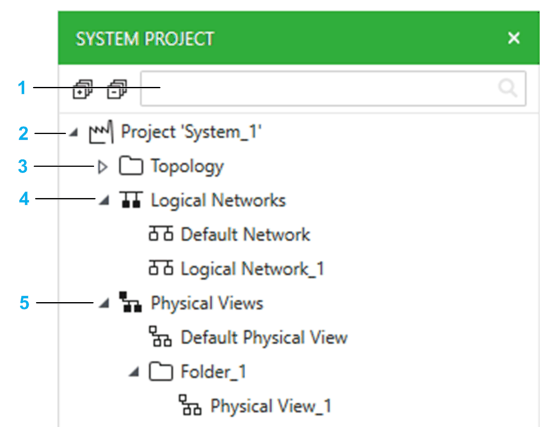 SYSTEM PROJECT
1
2 Project 'System_1'
3 Topology
4 Logical Networks
Default Network
Logical Network_1
5 Physical Views
Default Physical View
Folder_1
Physical View_1